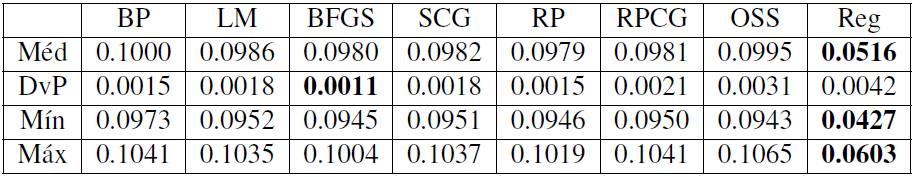 BP LM BFGS SCG RP RPCG OSS Reg
Méd 0.1000 0.0986 0.0980 0.0982 0.0979 0.0981 0.0995 0.0516
DvP 0.0015 0.0018 0.0011 0.0018 0.0015 0.0021 0.0031 0.0042
Mín 0.0973 0.0952 0.0945 0.0951 0.0946 0.0950 0.0943 0.0427
Máx 0.1041 0.1035 0.1004 0.1037 0.1019 0.1041 0.1065 0.0603